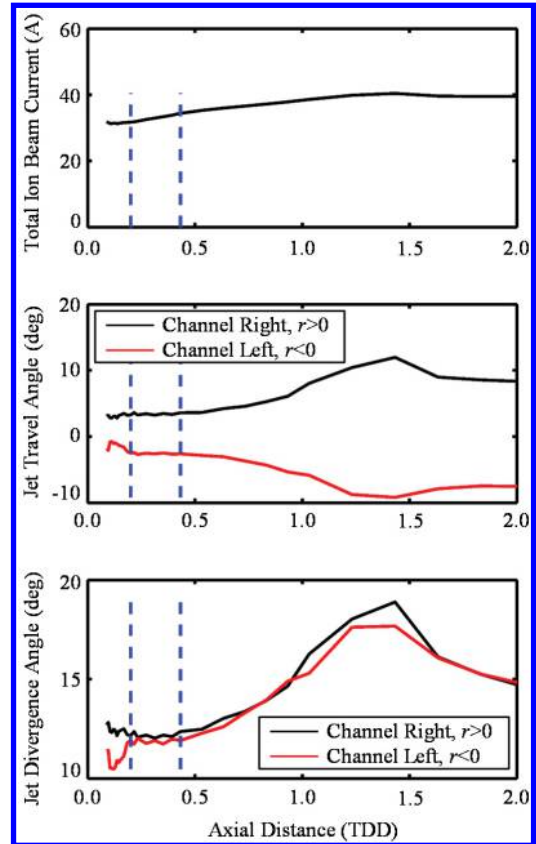 Total Ion Beam Current (A)
60
40
20
0
0.0 0.5 1.0 1.5 2.0
Jet Travel Angle (deg)
20
10
0
-10
Channel Right, r>0
Channel Left, r<0
0.0 0.5 1.0 1.5 2.0
Jet Divergence Angle (deg)
20
15
10
Channel Right, r>0
Channel Left, r<0
0.0 0.5 1.0 1.5 2.0
Axial Distance (TDD)